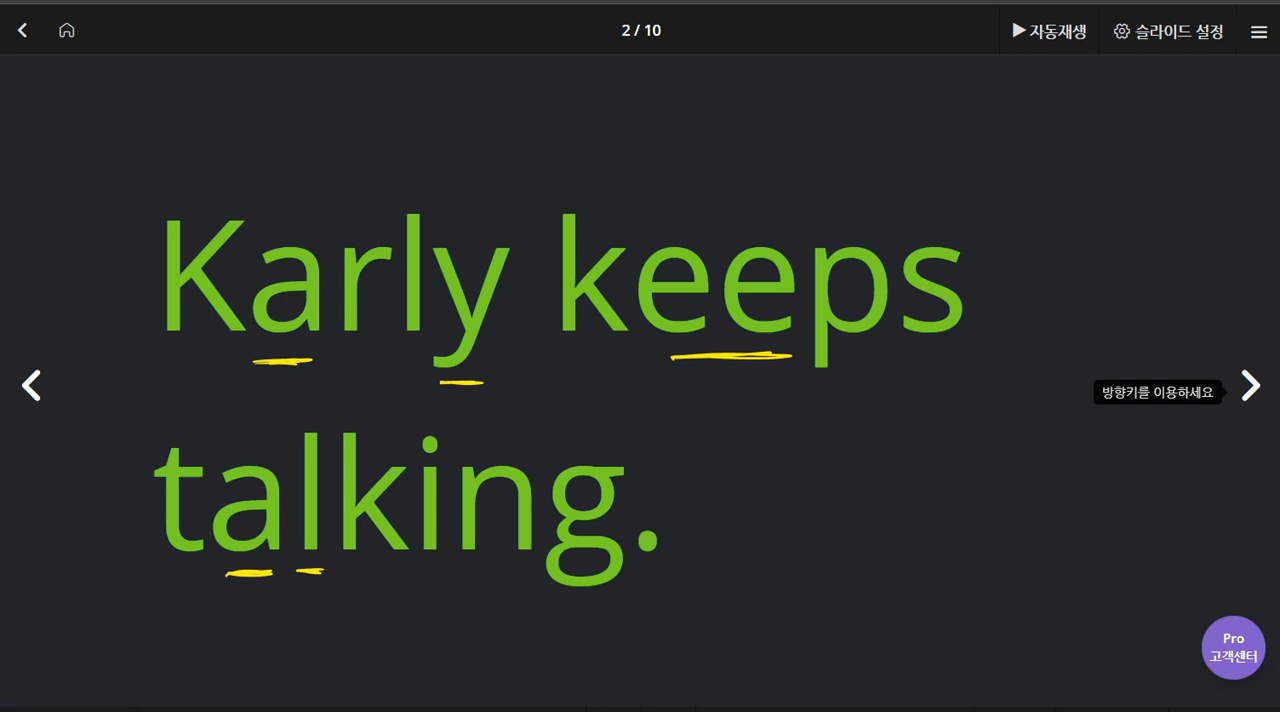 2 / 10
자동재생
슬라이드 설정
Karly keeps
방향키를 이용하세요
talking.
Pro
고객센터